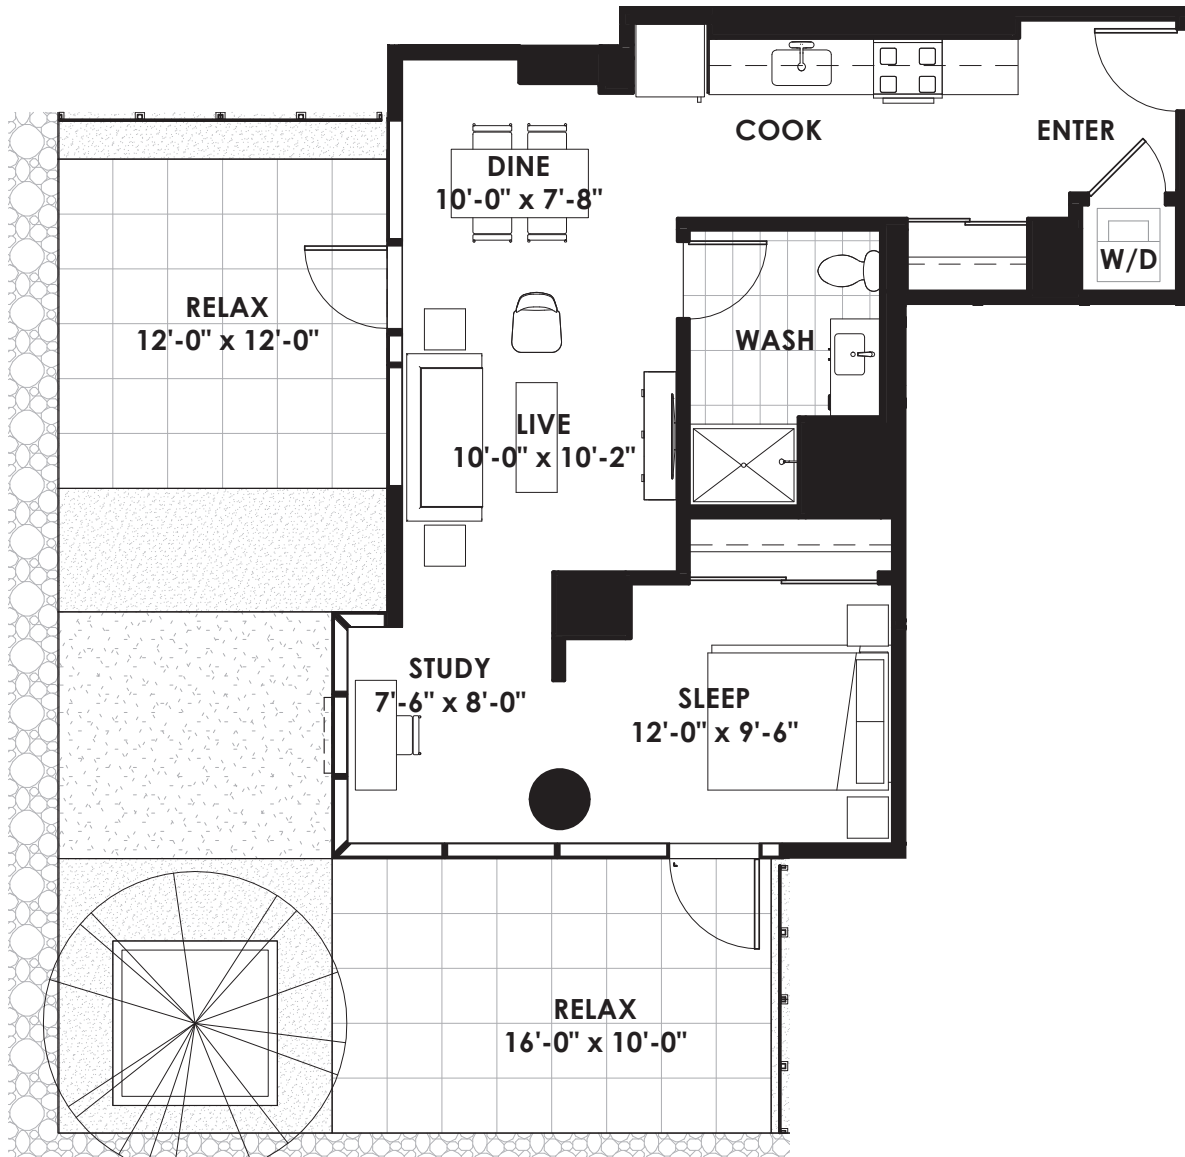 COOK
ENTER
DINE
10'-0" x 7'-8"
W/D
RELAX
12'-0" x 12'-0"
WASH
LIVE
10'-0" x 10'-2"
STUDY
7'-6" x 8'-0"
SLEEP
12'-0" x 9'-6"
RELAX
16'-0" x 10'-0"